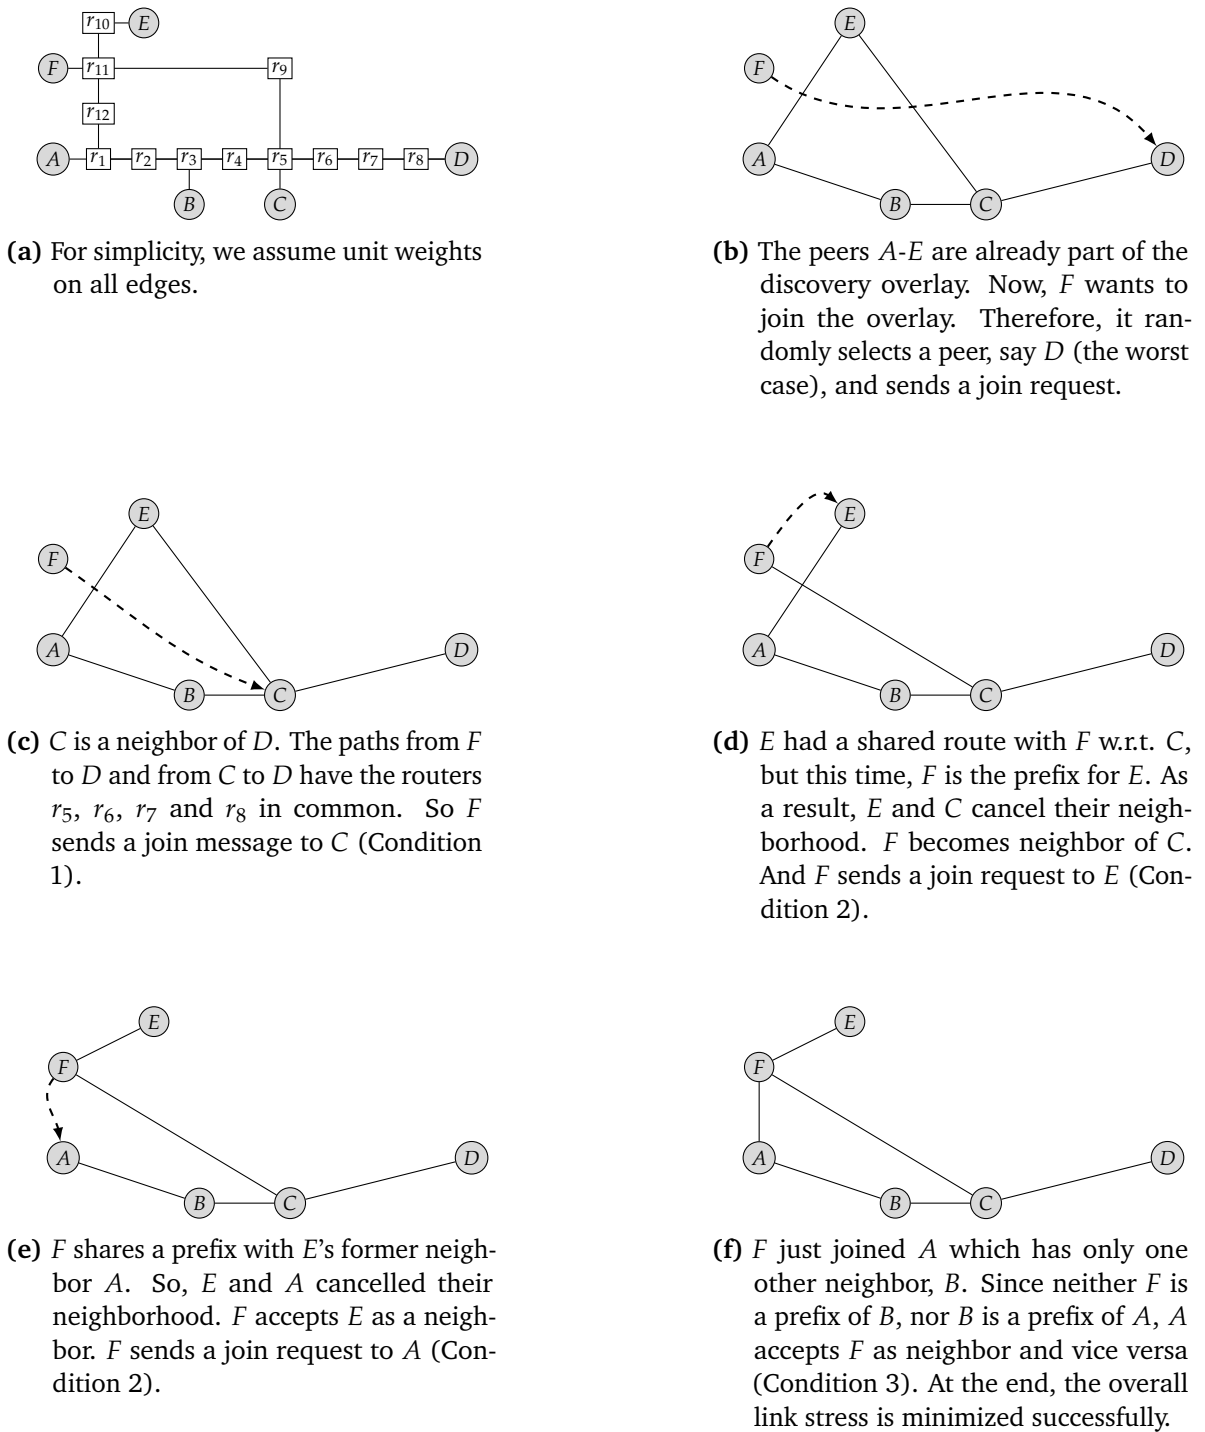 r10 E
F r11 r9
r12
A r1 r2 r3 r4 r5 r6 r7 r8 D
B C
(a) For simplicity, we assume unit weights
on all edges.
E
F
A D
B C
(b) The peers A-E are already part of the
discovery overlay. Now, F wants to
join the overlay. Therefore, it ran-
domly selects a peer, say D (the worst
case), and sends a join request.
E
F
A D
B C
(c) C is a neighbor of D. The paths from F
to D and from C to D have the routers
r5, r6, r7 and r8 in common. So F
sends a join message to C (Condition
1).
E
F
A D
B C
(d) E had a shared route with F w.r.t. C,
but this time, F is the prefix for E. As
a result, E and C cancel their neigh-
borhood. F becomes neighbor of C.
And F sends a join request to E (Con-
dition 2).
E
F
A D
B C
(e) F shares a prefix with E's former neigh-
bor A. So, E and A cancelled their
neighborhood. F accepts E as a neigh-
bor. F sends a join request to A (Con-
dition 2).
E
F
A D
B C
(f) F just joined A which has only one
other neighbor, B. Since neither F is
a prefix of B, nor B is a prefix of A, A
accepts F as neighbor and vice versa
(Condition 3). At the end, the overall
link stress is minimized successfully.